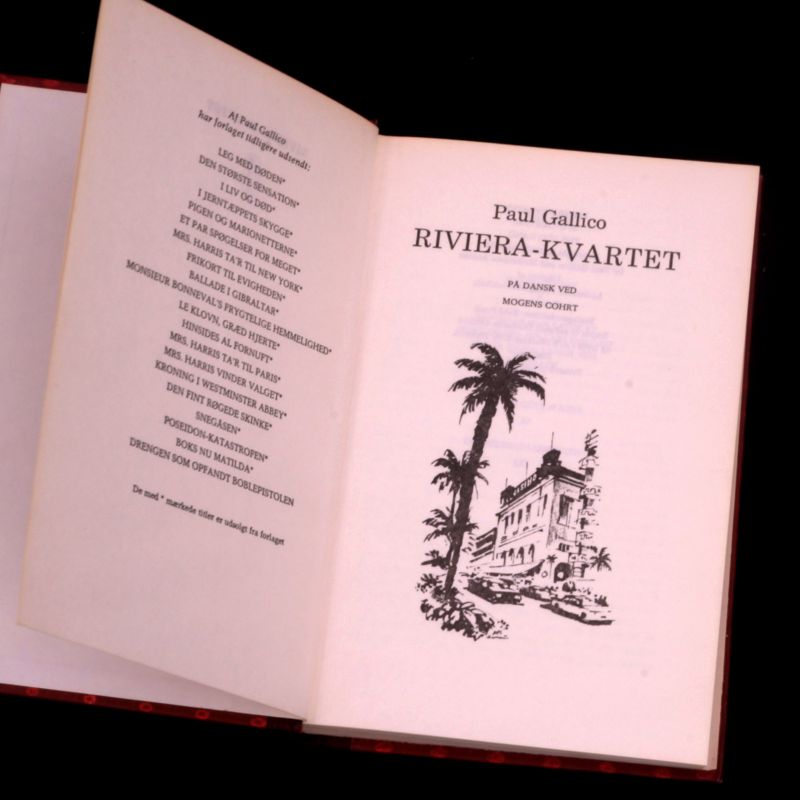 Af Paul Gallico
har forlaget tidligere udsendt:
LEG MED DØDEN*
DEN STØRSTE SENSATION*
I LIV OG DØD*
I JERNTÆPPETS SKYGGE*
PIGEN OG MARIONETTERNE*
ET PAR SPØGELSER FOR MEGET*
MRS. HARRIS TA'R TIL NEW YORK*
FRIKORT TIL EVIGHEDEN*
BALLADE I GIBRALTAR*
MONSIEUR BONNEVAL'S FRYGTELIGE HEMMELIGHED*
LE KLOVN, GRÆD HJERTE*
HINSIDES AL FORNUFT*
MRS. HARRIS TA'R TIL PARIS*
MRS. HARRIS VINDER VALGET*
KRONING I WESTMINSTER ABBEY*
DEN FINT RØGEDE SKINKE*
SNEGÅSEN*
POSEIDON-KATASTROFEN*
BOKS NU MATILDA*
DRENGEN SOM OPFANDT BOBLEPISTOLEN
De med * mærkede titler er udsolgt fra forlaget
Paul Gallico
RIVIERA-KVARTET
PÅ DANSK VED
MOGENS COHRT
CASINO